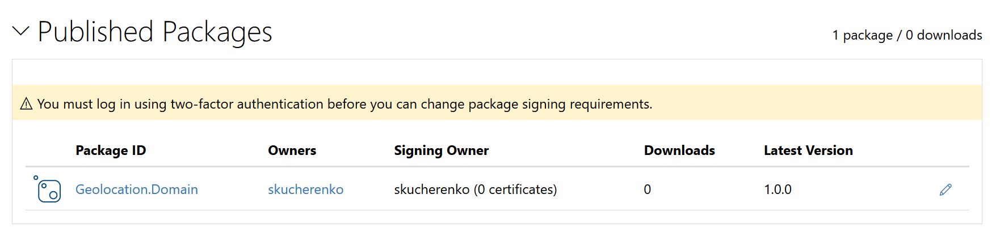 Published Packages
1 package / 0 downloads
You must log in using two-factor authentication before you can change package signing requirements.
Package ID Owners Signing Owner Downloads Latest Version
Geolocation.Domain skucherenko skucherenko (0 certificates) 0 1.0.0